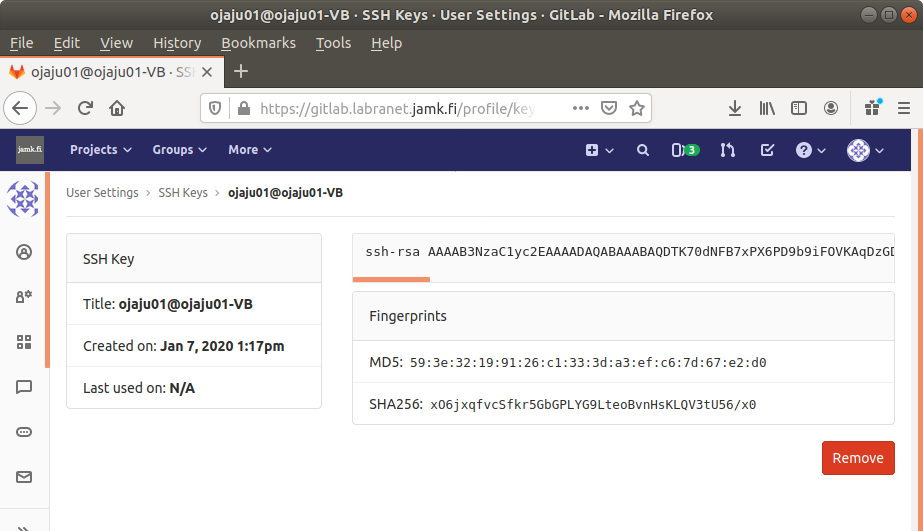 ojaju01@ojaju01-VB · SSH Keys · User Settings · GitLab - Mozilla Firefox
File Edit View History Bookmarks Tools Help
ojaju01@ojaju01-VB · SS
https://gitlab.labranet.jamk.fi/profile/key
jamk.fi Projects Groups More 3
User Settings › SSH Keys › ojaju01@ojaju01-VB
SSH Key
Title: ojaju01@ojaju01-VB
Created on: Jan 7, 2020 1:17pm
Last used on: N/A
ssh-rsa AAAAB3NzaC1yc2EAAAADAQABAAABAQDTK70dNFB7xPX6PD9b9iFOVKAqDzGD
Fingerprints
MD5: 59:3e:32:19:91:26:c1:33:3d:a3:ef:c6:7d:67:e2:d0
SHA256: xO6jxqfvcSfkr5GbGPLYG9LteoBvnHsKLQV3tU56/x0
Remove